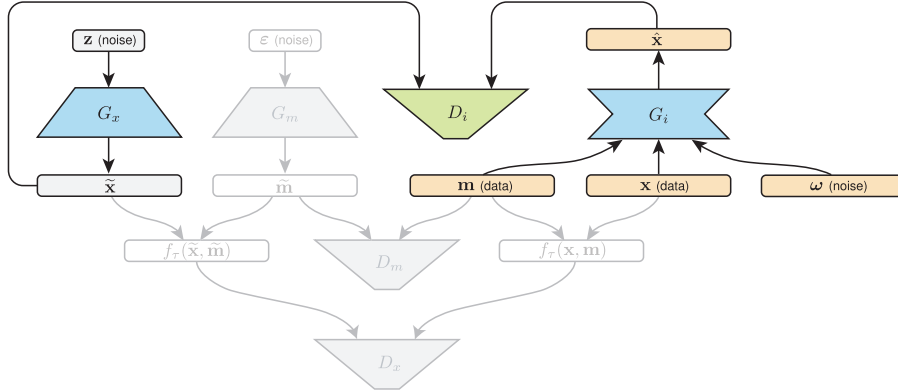 z (noise)
ε (noise)
x̂
G_x
G_m
D_i
G_i
x̃
m̃
m (data)
x (data)
ω (noise)
f_τ(x̃, m̃)
D_m
f_τ(x, m)
D_x